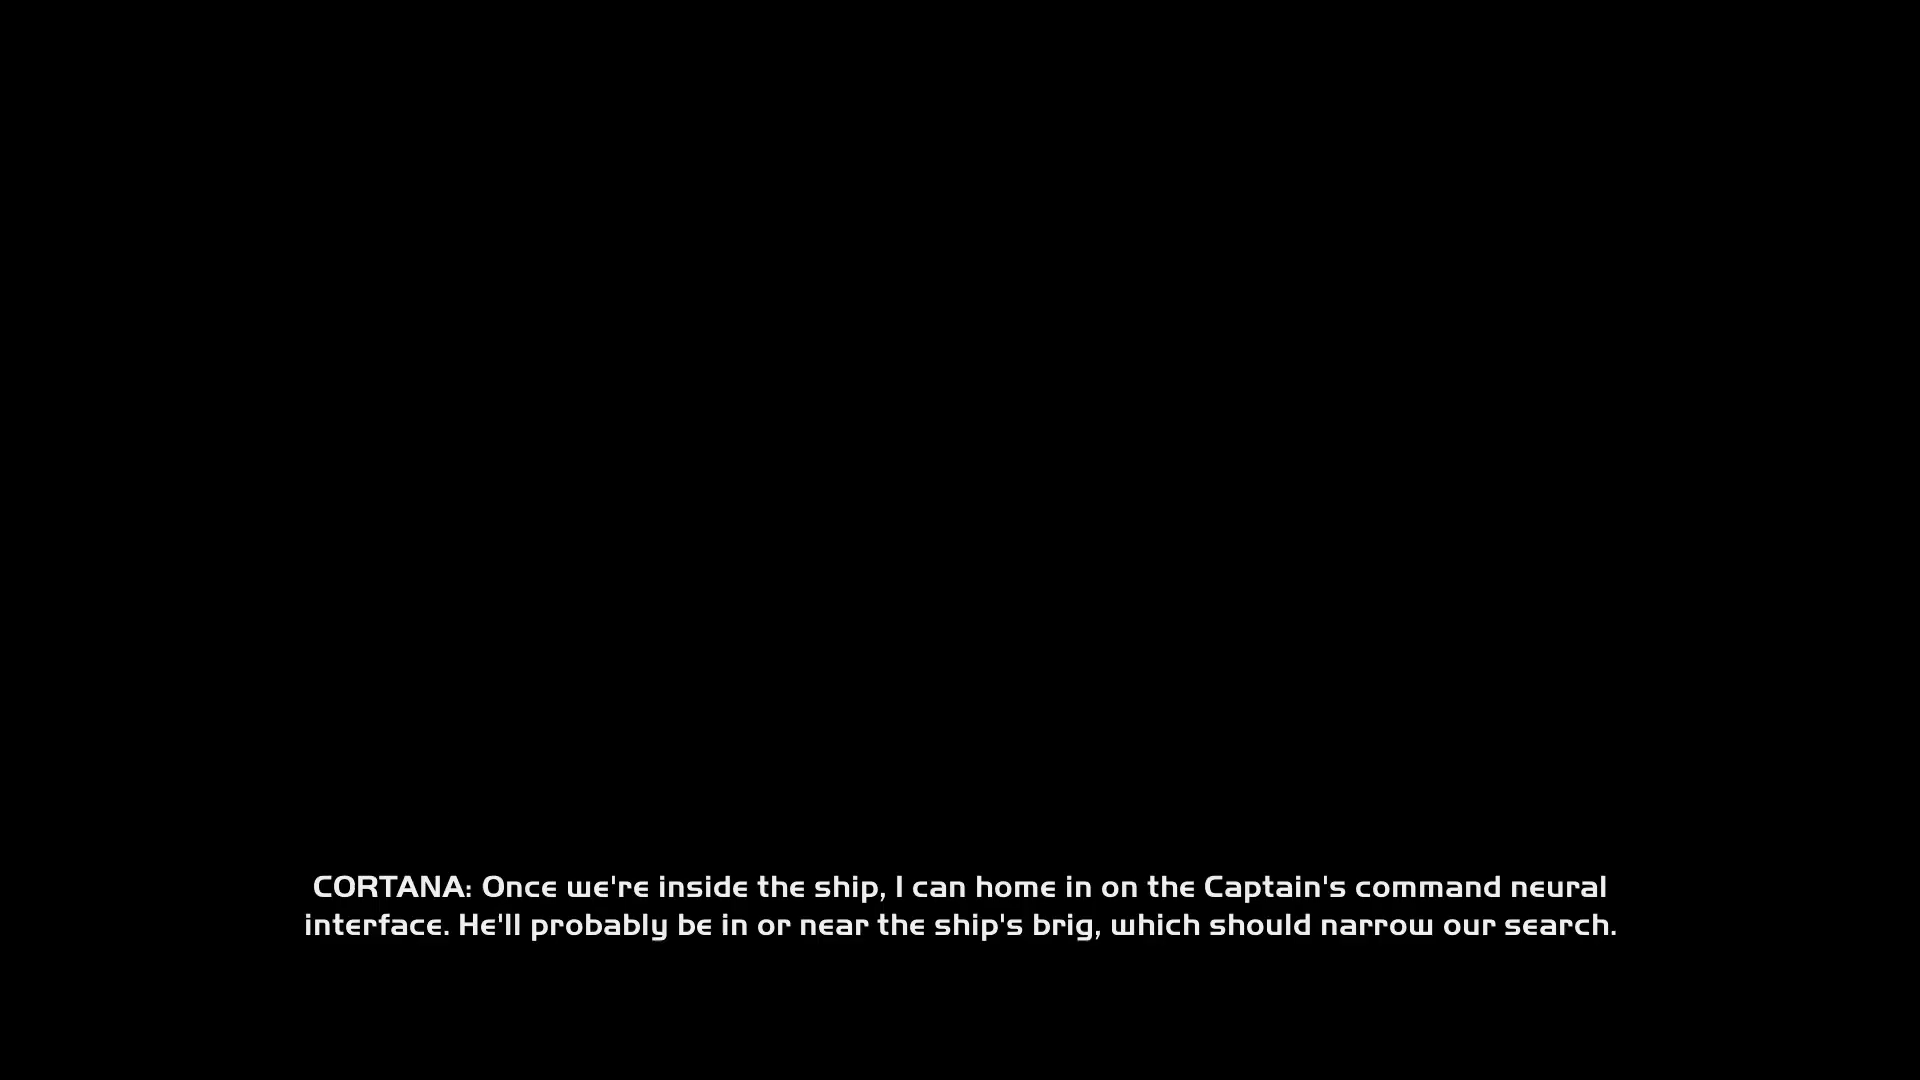 CORTANA: Once we're inside the ship, I can home in on the Captain's command neural
interface. He'll probably be in or near the ship's brig, which should narrow our search.